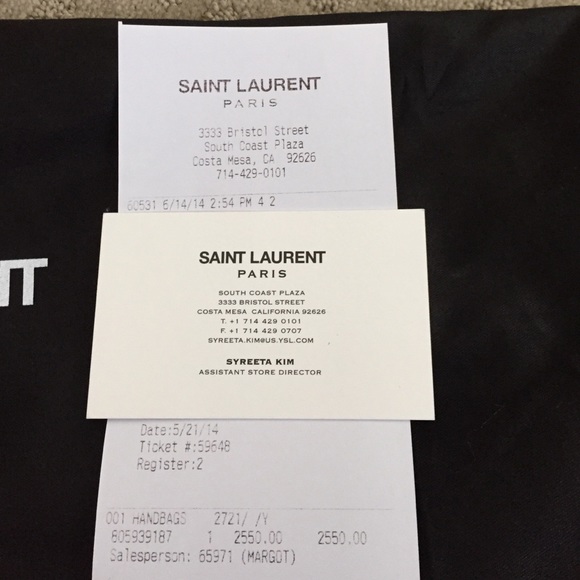 SAINT LAURENT
PARIS
3333 Bristol Street
South Coast Plaza
Costa Mesa, CA 92626
714-429-0101
60531 6/14/14 2:54 PM 4 2
NT
SAINT LAURENT
PARIS
SOUTH COAST PLAZA
3333 BRISTOL STREET
COSTA MESA CALIFORNIA 92626
T. +1 714 429 0101
F. +1 714 429 0707
SYREETA.KIM@US.YSL.COM
SYREETA KIM
ASSISTANT STORE DIRECTOR
Date:5/21/14
Ticket #:59648
Register:2
001 HANDBAGS 2721/ /Y
605939187 1 2550.00 2550.00
Salesperson: 65971 (MARGOT)